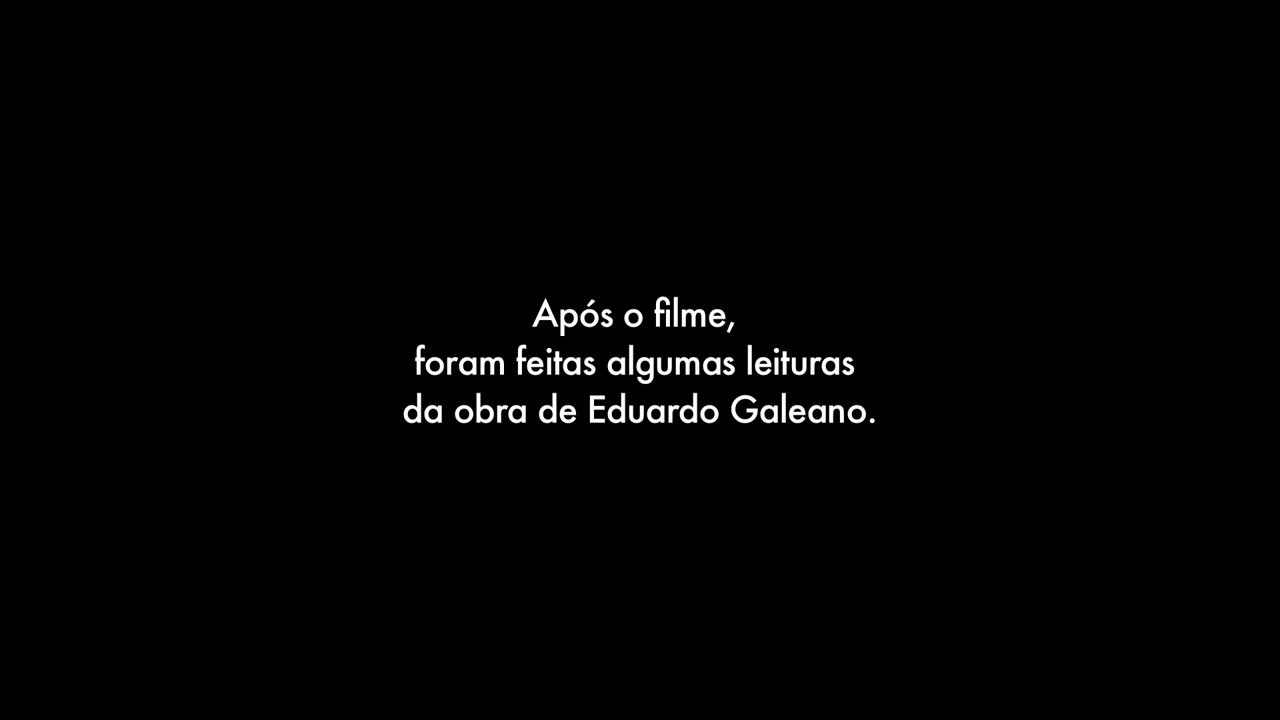 Após o filme,
foram feitas algumas leituras
da obra de Eduardo Galeano.